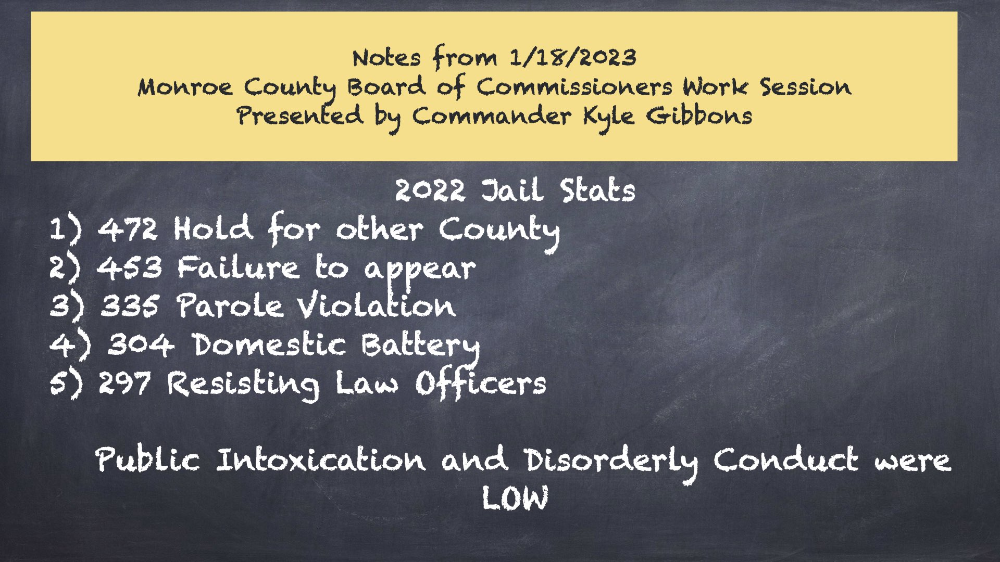 Notes from 1/18/2023
Monroe County Board of Commissioners Work Session
Presented by Commander Kyle Gibbons
2022 Jail Stats
1) 472 Hold for other County
2) 453 Failure to appear
3) 335 Parole Violation
4) 304 Domestic Battery
5) 297 Resisting Law Officers
Public Intoxication and Disorderly Conduct were
LOW